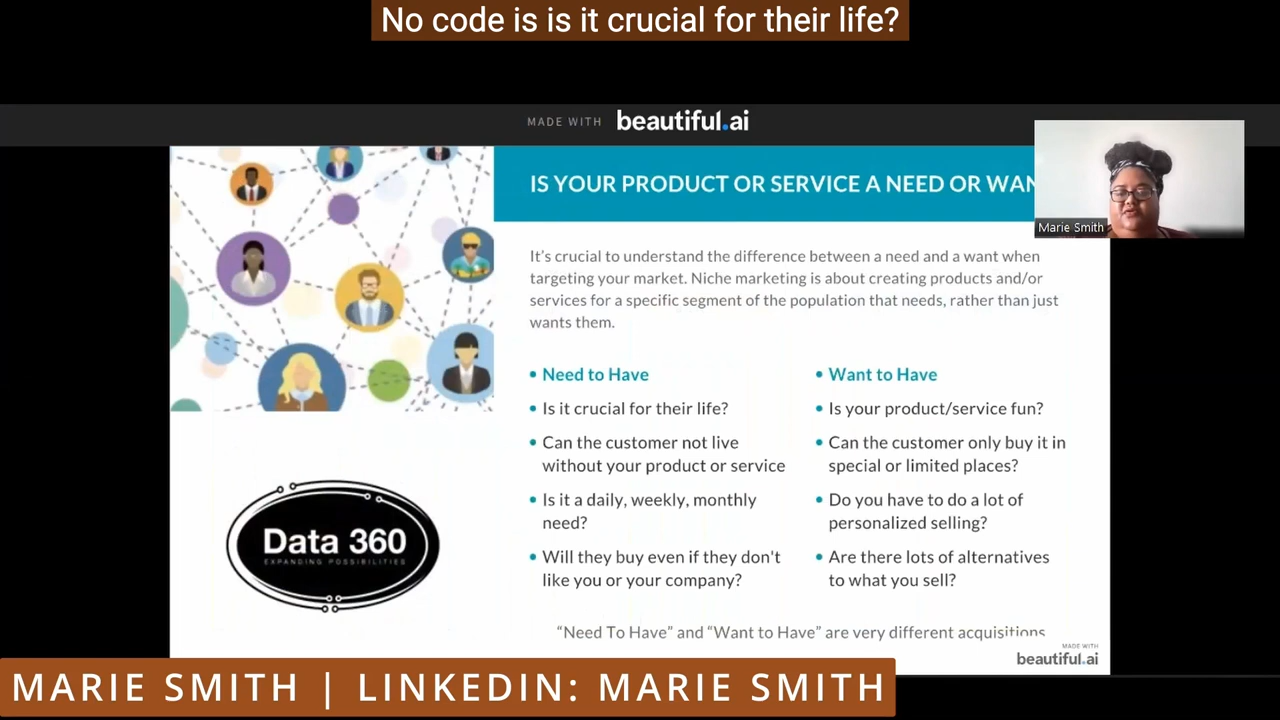 No code is is it crucial for their life?
MADE WITH beautiful.ai
IS YOUR PRODUCT OR SERVICE A NEED OR WAN
Marie Smith
It's crucial to understand the difference between a need and a want when
targeting your market. Niche marketing is about creating products and/or
services for a specific segment of the population that needs, rather than just
wants them.
• Need to Have
• Is it crucial for their life?
• Can the customer not live
without your product or service
• Is it a daily, weekly, monthly
need?
• Will they buy even if they don't
like you or your company?
• Want to Have
• Is your product/service fun?
• Can the customer only buy it in
special or limited places?
• Do you have to do a lot of
personalized selling?
• Are there lots of alternatives
to what you sell?
Data 360
EXPANDING POSSIBILITIES
“Need To Have” and “Want to Have” are very different acquisitions
MADE WITH
beautiful.ai
MARIE SMITH | LINKEDIN: MARIE SMITH